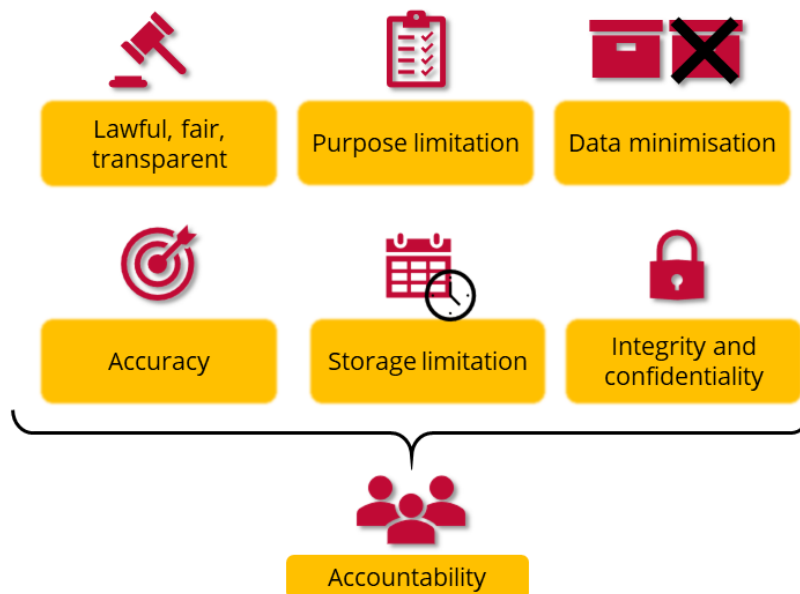 Lawful, fair,
transparent
Purpose limitation
Data minimisation
Accuracy
Storage limitation
Integrity and
confidentiality
Accountability